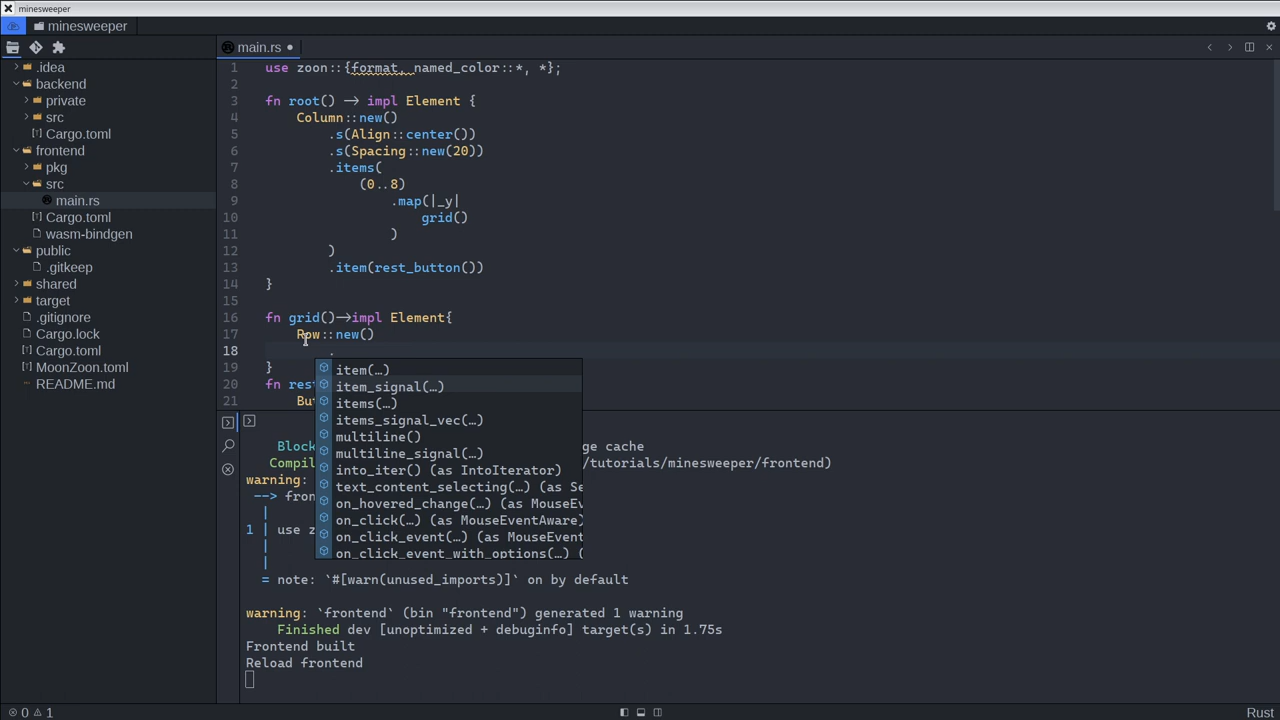 minesweeper
minesweeper
main.rs
.idea
backend
private
src
Cargo.toml
frontend
pkg
src
main.rs
Cargo.toml
wasm-bindgen
public
.gitkeep
shared
target
.gitignore
Cargo.lock
Cargo.toml
MoonZoon.toml
README.md
1 use zoon::{format, named_color::*, *};
2
3 fn root() -> impl Element {
4 Column::new()
5 .s(Align::center())
6 .s(Spacing::new(20))
7 .items(
8 (0..8)
9 .map(|_y|
10 grid()
11 )
12 )
13 .item(rest_button())
14 }
15
16 fn grid()->impl Element{
17 Row::new()
18 .
19 }
20 fn rest
21 But
item(…)
item_signal(…)
items(…)
items_signal_vec(…)
multiline()
multiline_signal(…)
into_iter() (as IntoIterator)
text_content_selecting(…) (as Se
on_hovered_change(…) (as MouseEv
on_click(…) (as MouseEventAware)
on_click_event(…) (as MouseEvent
on_click_event_with_options(…) (
Block ge cache
Compil /tutorials/minesweeper/frontend)
warning:
--> fron
|
1 | use z
|
|
= note: `#[warn(unused_imports)]` on by default
warning: `frontend` (bin "frontend") generated 1 warning
Finished dev [unoptimized + debuginfo] target(s) in 1.75s
Frontend built
Reload frontend
0 1
Rust